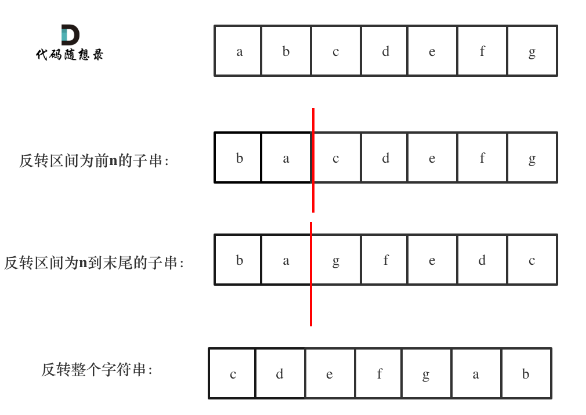 代码随想录
a b c d e f g
反转区间为前n的子串：
b a c d e f g
反转区间为n到末尾的子串：
b a g f e d c
反转整个字符串：
c d e f g a b